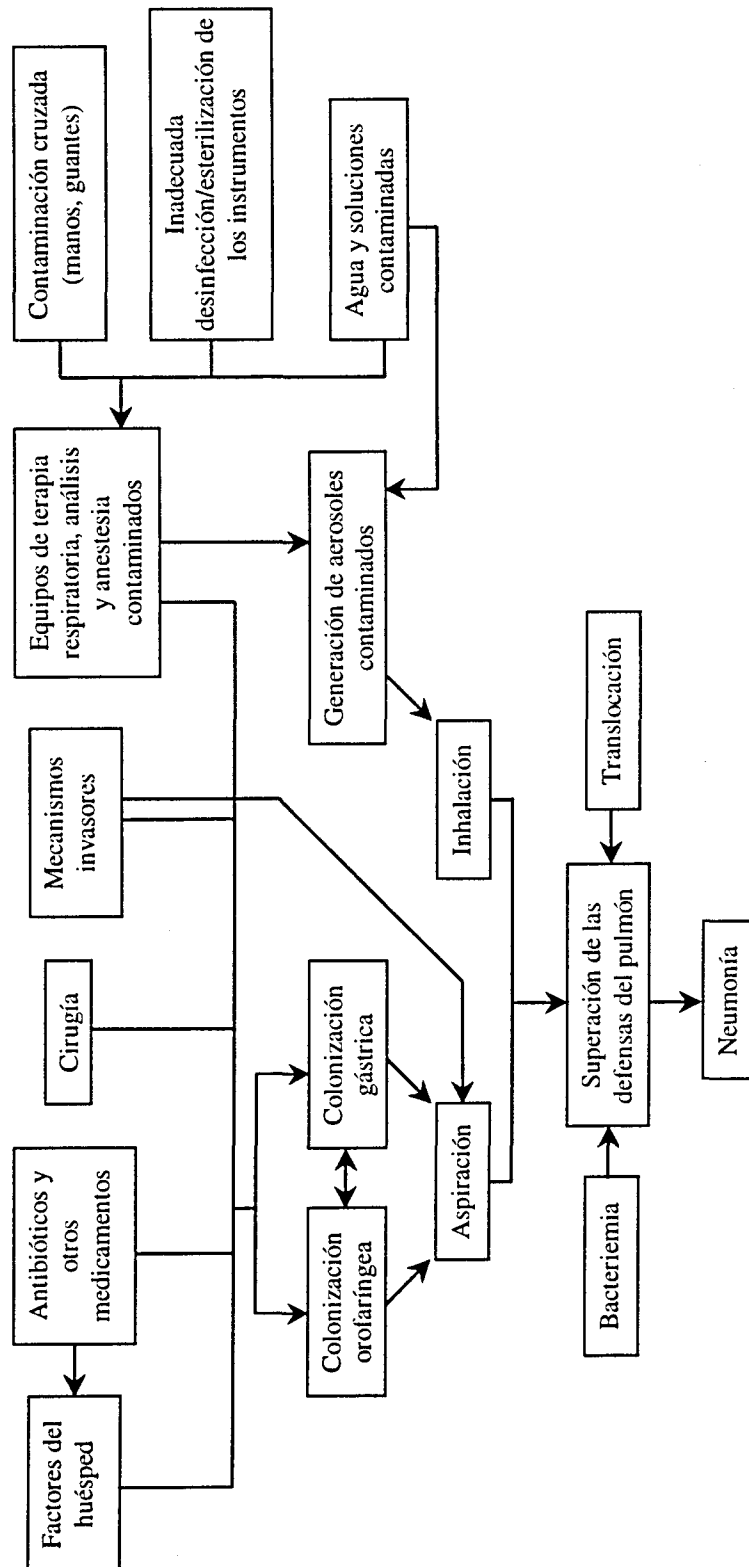 Factores del
huésped
Antibióticos y
otros
medicamentos
Cirugía
Mecanismos
invasores
Equipos de terapia
respiratoria, análisis
y anestesia
contaminados
Contaminación cruzada
(manos, guantes)
Inadecuada
desinfección/esterilización de
los instrumentos
Agua y soluciones
contaminadas
Colonización
orofaríngea
Colonización
gástrica
Generación de aerosoles
contaminados
Aspiración
Inhalación
Bacteriemia
Superación de las
defensas del pulmón
Translocación
Neumonía